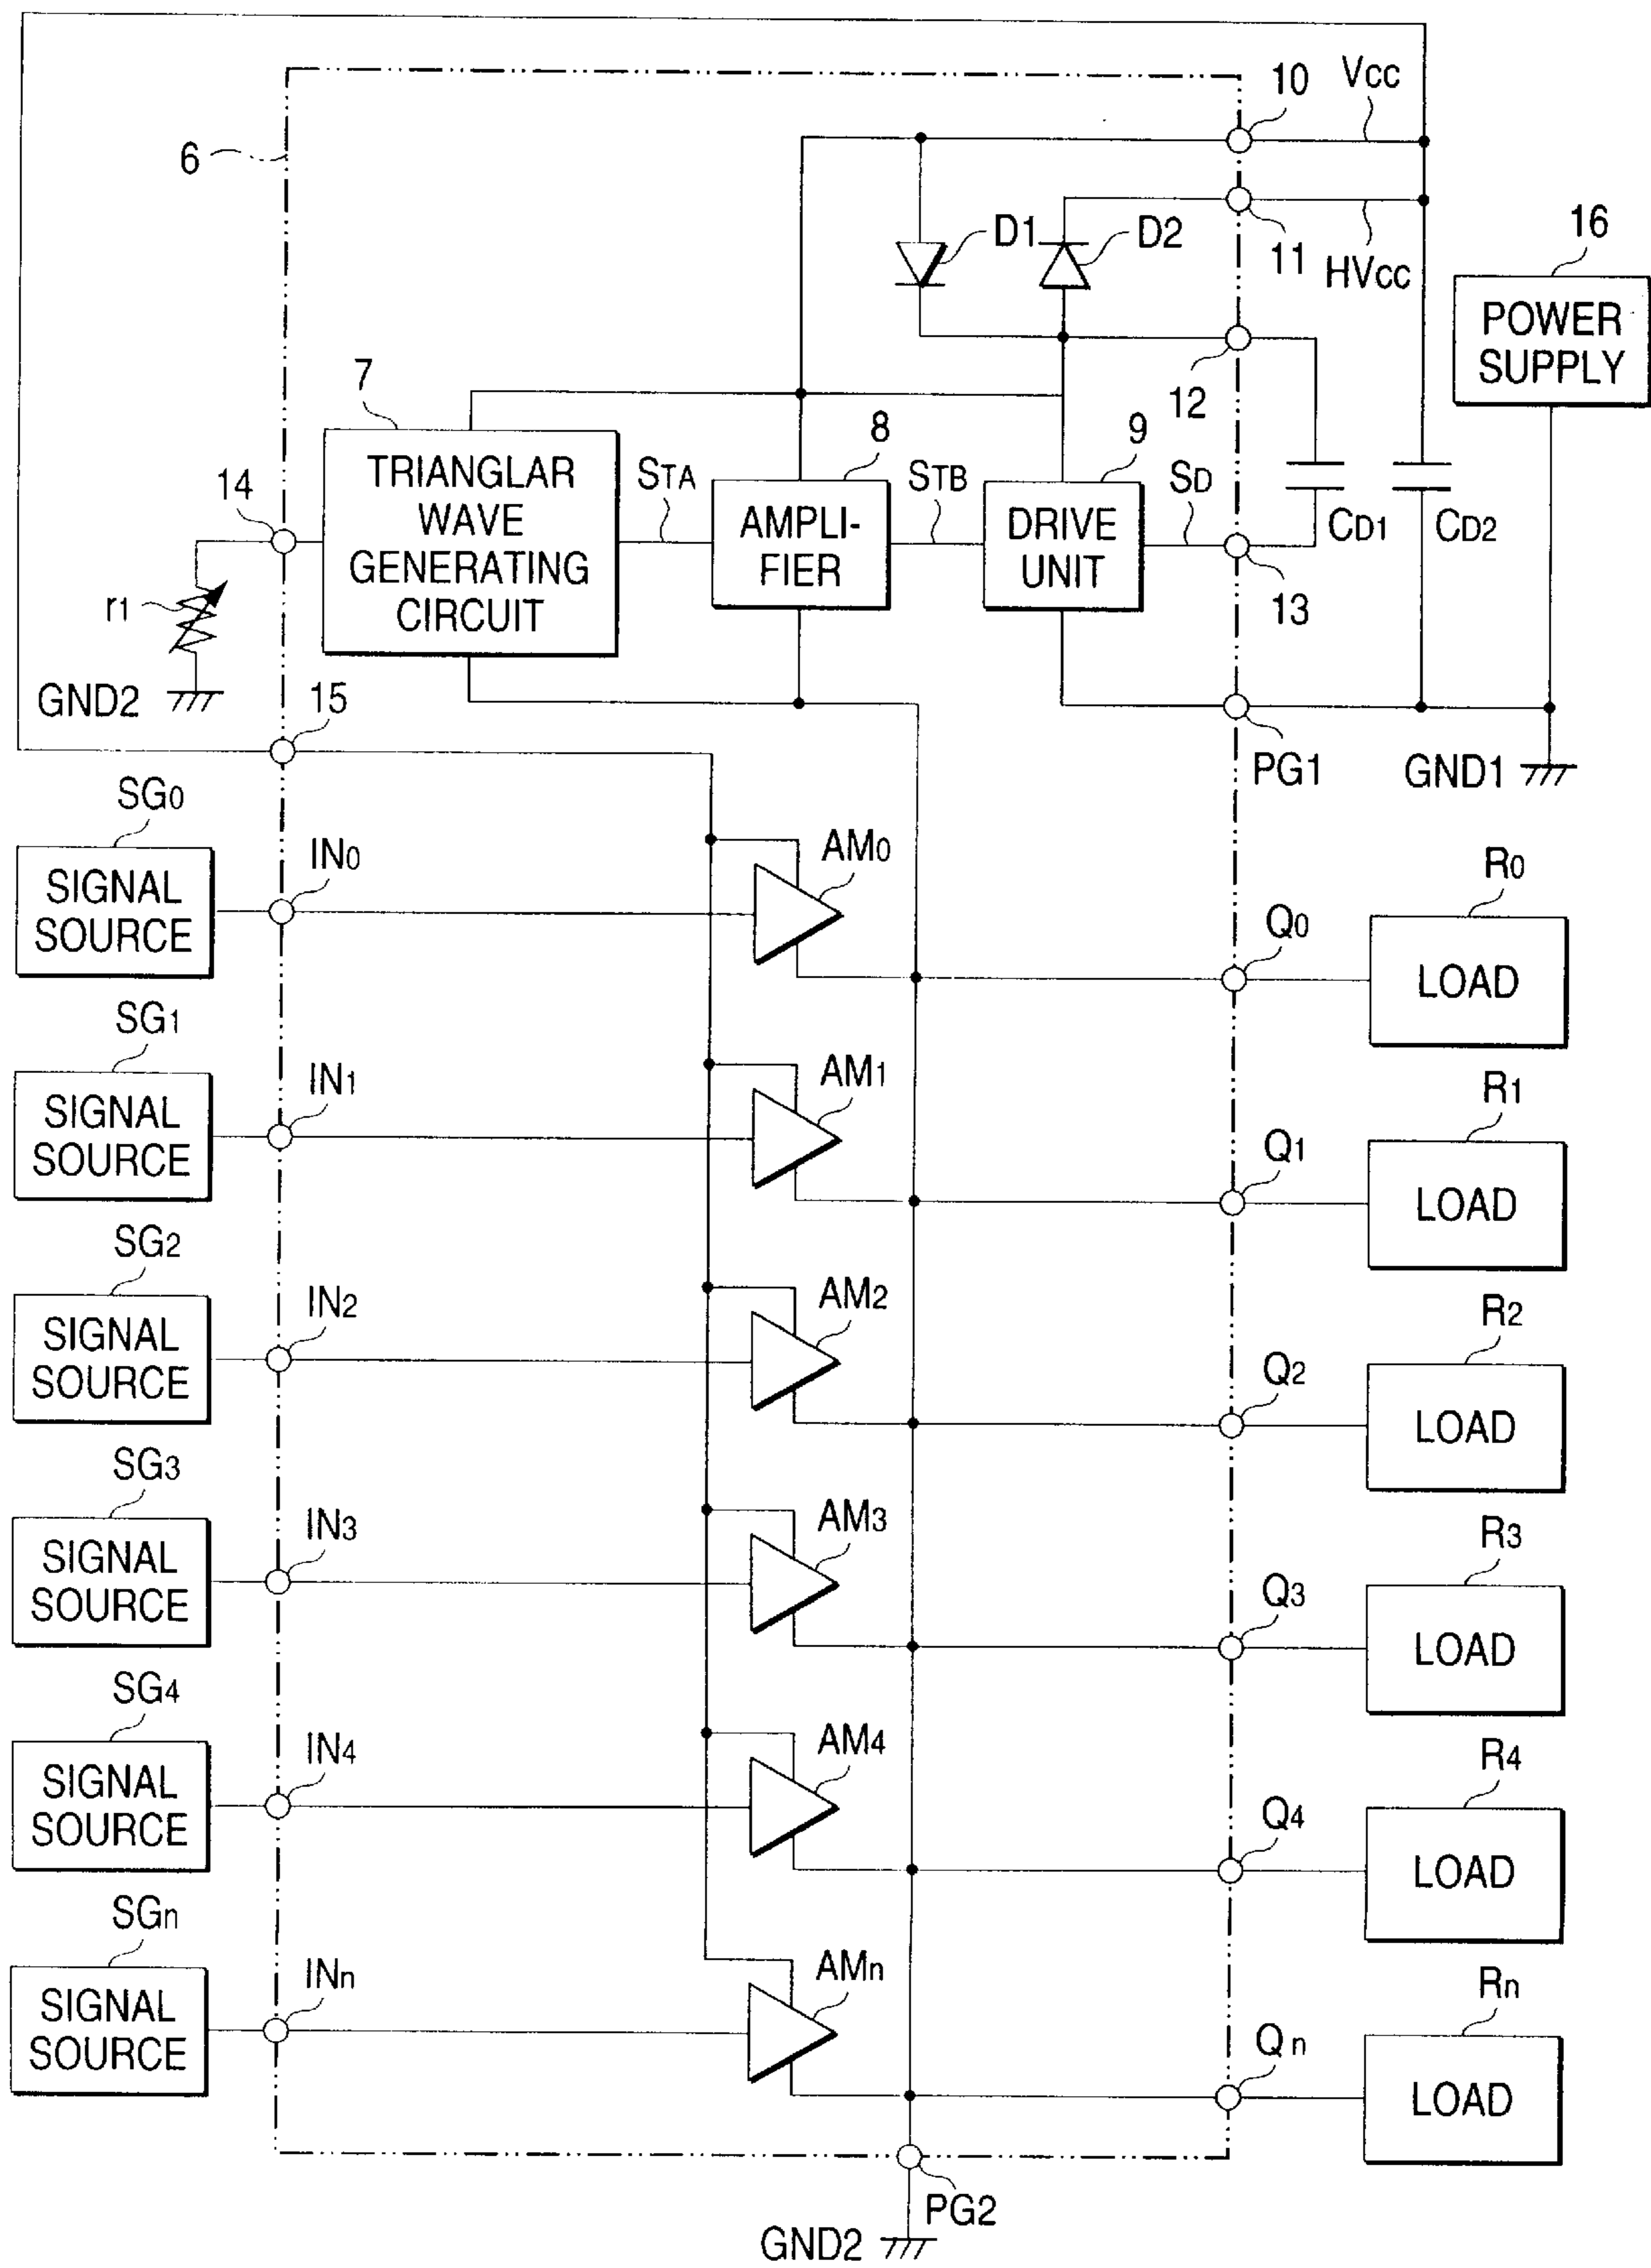 10
VCC
6
D1
D2
11
HVCC
16
POWER
SUPPLY
7
12
8
9
14
TRIANGLAR
WAVE
GENERATING
CIRCUIT
STA
AMPLI-
FIER
STB
DRIVE
UNIT
SD
CD1
CD2
r1
13
GND2
15
PG1
GND1
SG0
SIGNAL
SOURCE
IN0
AM0
Q0
R0
LOAD
SG1
SIGNAL
SOURCE
IN1
AM1
Q1
R1
LOAD
SG2
SIGNAL
SOURCE
IN2
AM2
Q2
R2
LOAD
SG3
SIGNAL
SOURCE
IN3
AM3
Q3
R3
LOAD
SG4
SIGNAL
SOURCE
IN4
AM4
Q4
R4
LOAD
SGn
SIGNAL
SOURCE
INn
AMn
Qn
Rn
LOAD
PG2
GND2